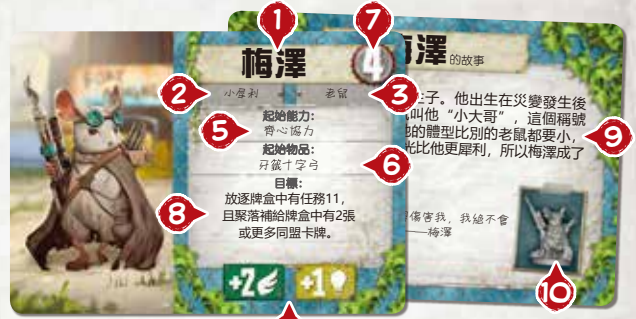 1
7
梅澤
4
梅澤 的故事
2
小犀利
老鼠
3
起始能力:
5
齊心協力
起始物品:
牙籤十字弓
6
目標:
8
放逐牌盒中有任務11,
且聚落補給牌盒中有2張
或更多同盟卡牌。
+2
+1
生子。他出生在災變發生後
叫他“小大哥”,這個稱號
的體型比別的老鼠都要小,
光比他更犀利,所以梅澤成了
9
傷害我,我絕不會
——梅澤
10